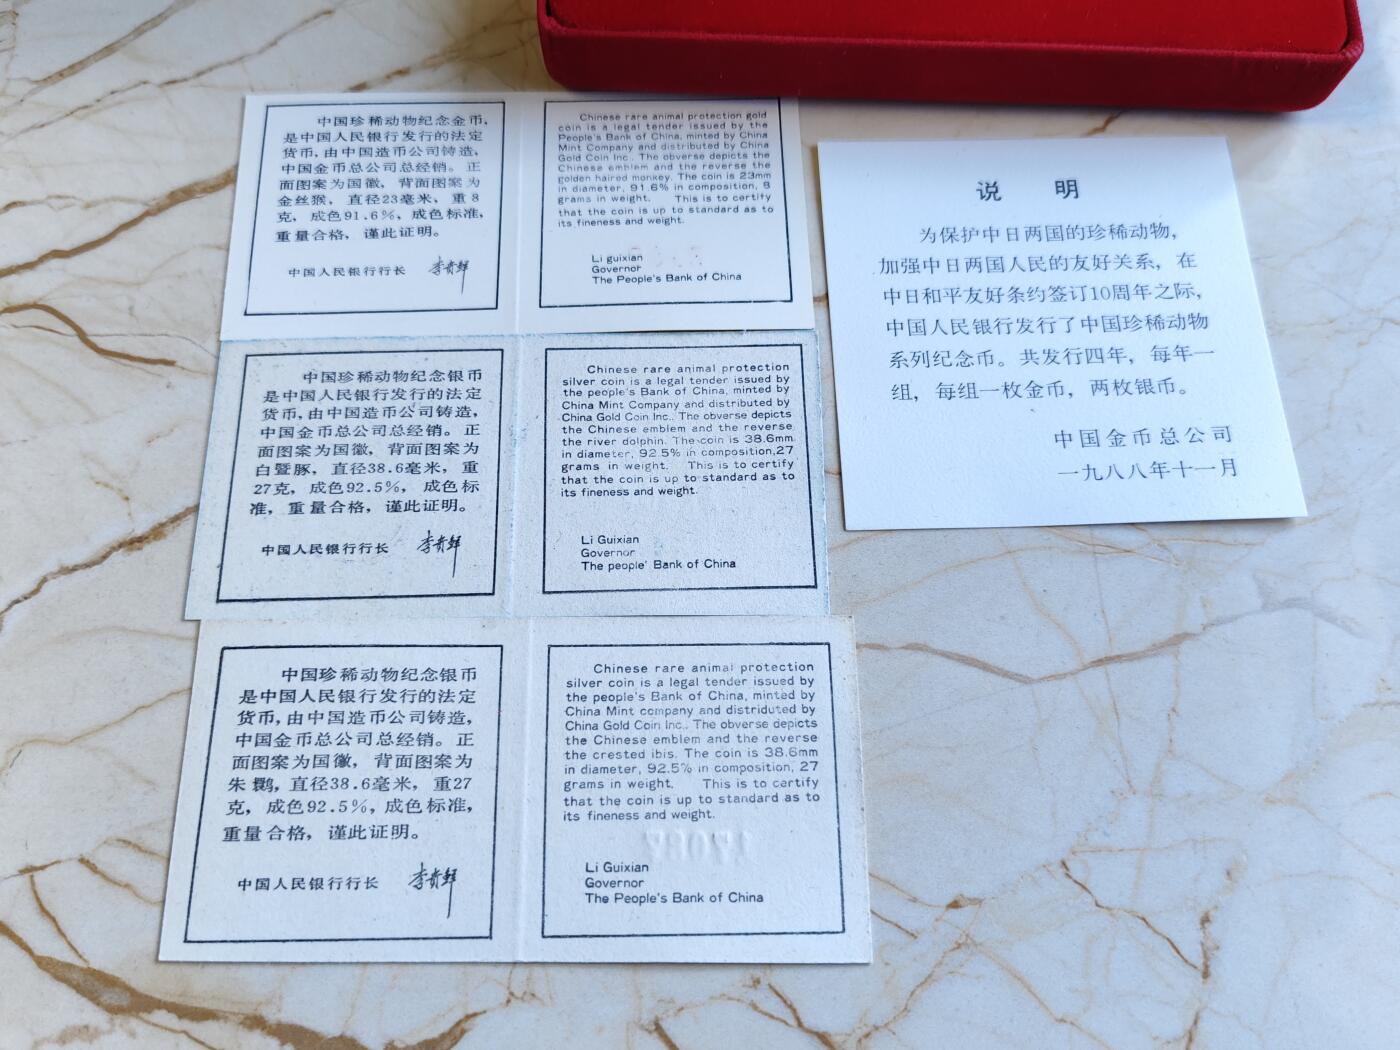 中国珍稀动物纪念金币，
是中国人民银行发行的法定
货币，由中国造币公司铸造，
中国金币总公司总经销。正
面图案为国徽，背面图案为
金丝猴，直径23毫米，重8
克，成色91.6%，成色标准，
重量合格，谨此证明。
中国人民银行行长 李贵鲜
Chinese rare animal protection gold
coin is a legal tender issued by the
People's Bank of China, minted by China
Mint Company and distributed by China
Gold Coin Inc.. The obverse depicts the
Chinese emblem and the reverse the
golden haired monkey. The coin is 23mm
in diameter, 91.6% in composition, 8
grams in weight. This is to certify
that the coin is up to standard as to
its fineness and weight.
Li guixian
Governor
The People's Bank of China
中国珍稀动物纪念银币
是中国人民银行发行的法定
货币，由中国造币公司铸造，
中国金币总公司总经销。正
面图案为国徽，背面图案为
白暨豚，直径38.6毫米，重
27克，成色92.5%，成色标
准，重量合格，谨此证明。
中国人民银行行长 李贵鲜
Chinese rare animal protection
silver coin is a legal tender issued by
the people's Bank of China, minted by
China Mint Company and distributed by
China Gold Coin Inc.. The obverse depicts
the Chinese emblem and the reverse
the river dolphin. The coin is 38.6mm
in diameter, 92.5% in composition,27
grams in weight. This is to certify
that the coin is up to standard as to
its fineness and weight.
Li Guixian
Governor
The people' Bank of China
中国珍稀动物纪念银币
是中国人民银行发行的法定
货币，由中国造币公司铸造，
中国金币总公司总经销。正
面图案为国徽，背面图案为
朱鹮，直径38.6毫米，重27
克，成色92.5%，成色标准，
重量合格，谨此证明。
中国人民银行行长 李贵鲜
Chinese rare animal protection
silver coin is a legal tender issued by
the people's Bank of China, minted by
China Mint company and distriduted by
China Gold Coin Inc.. The obverse depicts
the Chinese emblem and the reverse
the crested ibis. The coin is 38.6mm
in diameter, 92.5% in composition, 27
grams in weight. This is to certify
that the coin is up to standard as to
its fineness and weight.
Li Guixian
Governor
The People's Bank of China
说 明
为保护中日两国的珍稀动物，
加强中日两国人民的友好关系，在
中日和平友好条约签订10周年之际，
中国人民银行发行了中国珍稀动物
系列纪念币。共发行四年，每年一
组，每组一枚金币，两枚银币。
中国金币总公司
一九八八年十一月